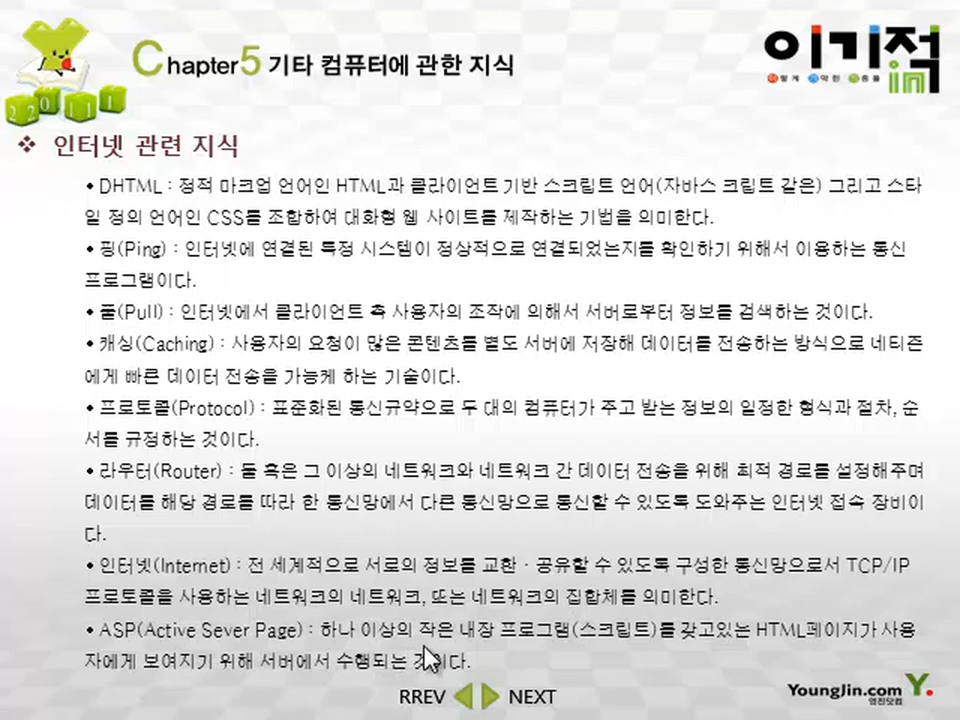 Chapter5 기타 컴퓨터에 관한 지식
이기적in
2011
❖ 인터넷 관련 지식
• DHTML : 정적 마크업 언어인 HTML과 클라이언트 기반 스크립트 언어(자바스 크립트 같은) 그리고 스타
일 정의 언어인 CSS를 조합하여 대화형 웹 사이트를 제작하는 기법을 의미한다.
• 핑(Ping) : 인터넷에 연결된 특정 시스템이 정상적으로 연결되었는지를 확인하기 위해서 이용하는 통신
프로그램이다.
• 풀(Pull) : 인터넷에서 클라이언트 측 사용자의 조작에 의해서 서버로부터 정보를 검색하는 것이다.
• 캐싱(Caching) : 사용자의 요청이 많은 콘텐츠를 별도 서버에 저장해 데이터를 전송하는 방식으로 네티즌
에게 빠른 데이터 전송을 가능케 하는 기술이다.
• 프로토콜(Protocol) : 표준화된 통신규약으로 두 대의 컴퓨터가 주고 받는 정보의 일정한 형식과 절차, 순
서를 규정하는 것이다.
• 라우터(Router) : 둘 혹은 그 이상의 네트워크와 네트워크 간 데이터 전송을 위해 최적 경로를 설정해주며
데이터를 해당 경로를 따라 한 통신망에서 다른 통신망으로 통신할 수 있도록 도와주는 인터넷 접속 장비이
다.
• 인터넷(Internet) : 전 세계적으로 서로의 정보를 교환 · 공유할 수 있도록 구성한 통신망으로서 TCP/IP
프로토콜을 사용하는 네트워크의 네트워크, 또는 네트워크의 집합체를 의미한다.
• ASP(Active Sever Page) : 하나 이상의 작은 내장 프로그램(스크립트)를 갖고있는 HTML페이지가 사용
자에게 보여지기 위해 서버에서 수행되는 것이다.
RREV NEXT
YoungJin.com Y.
영진닷컴